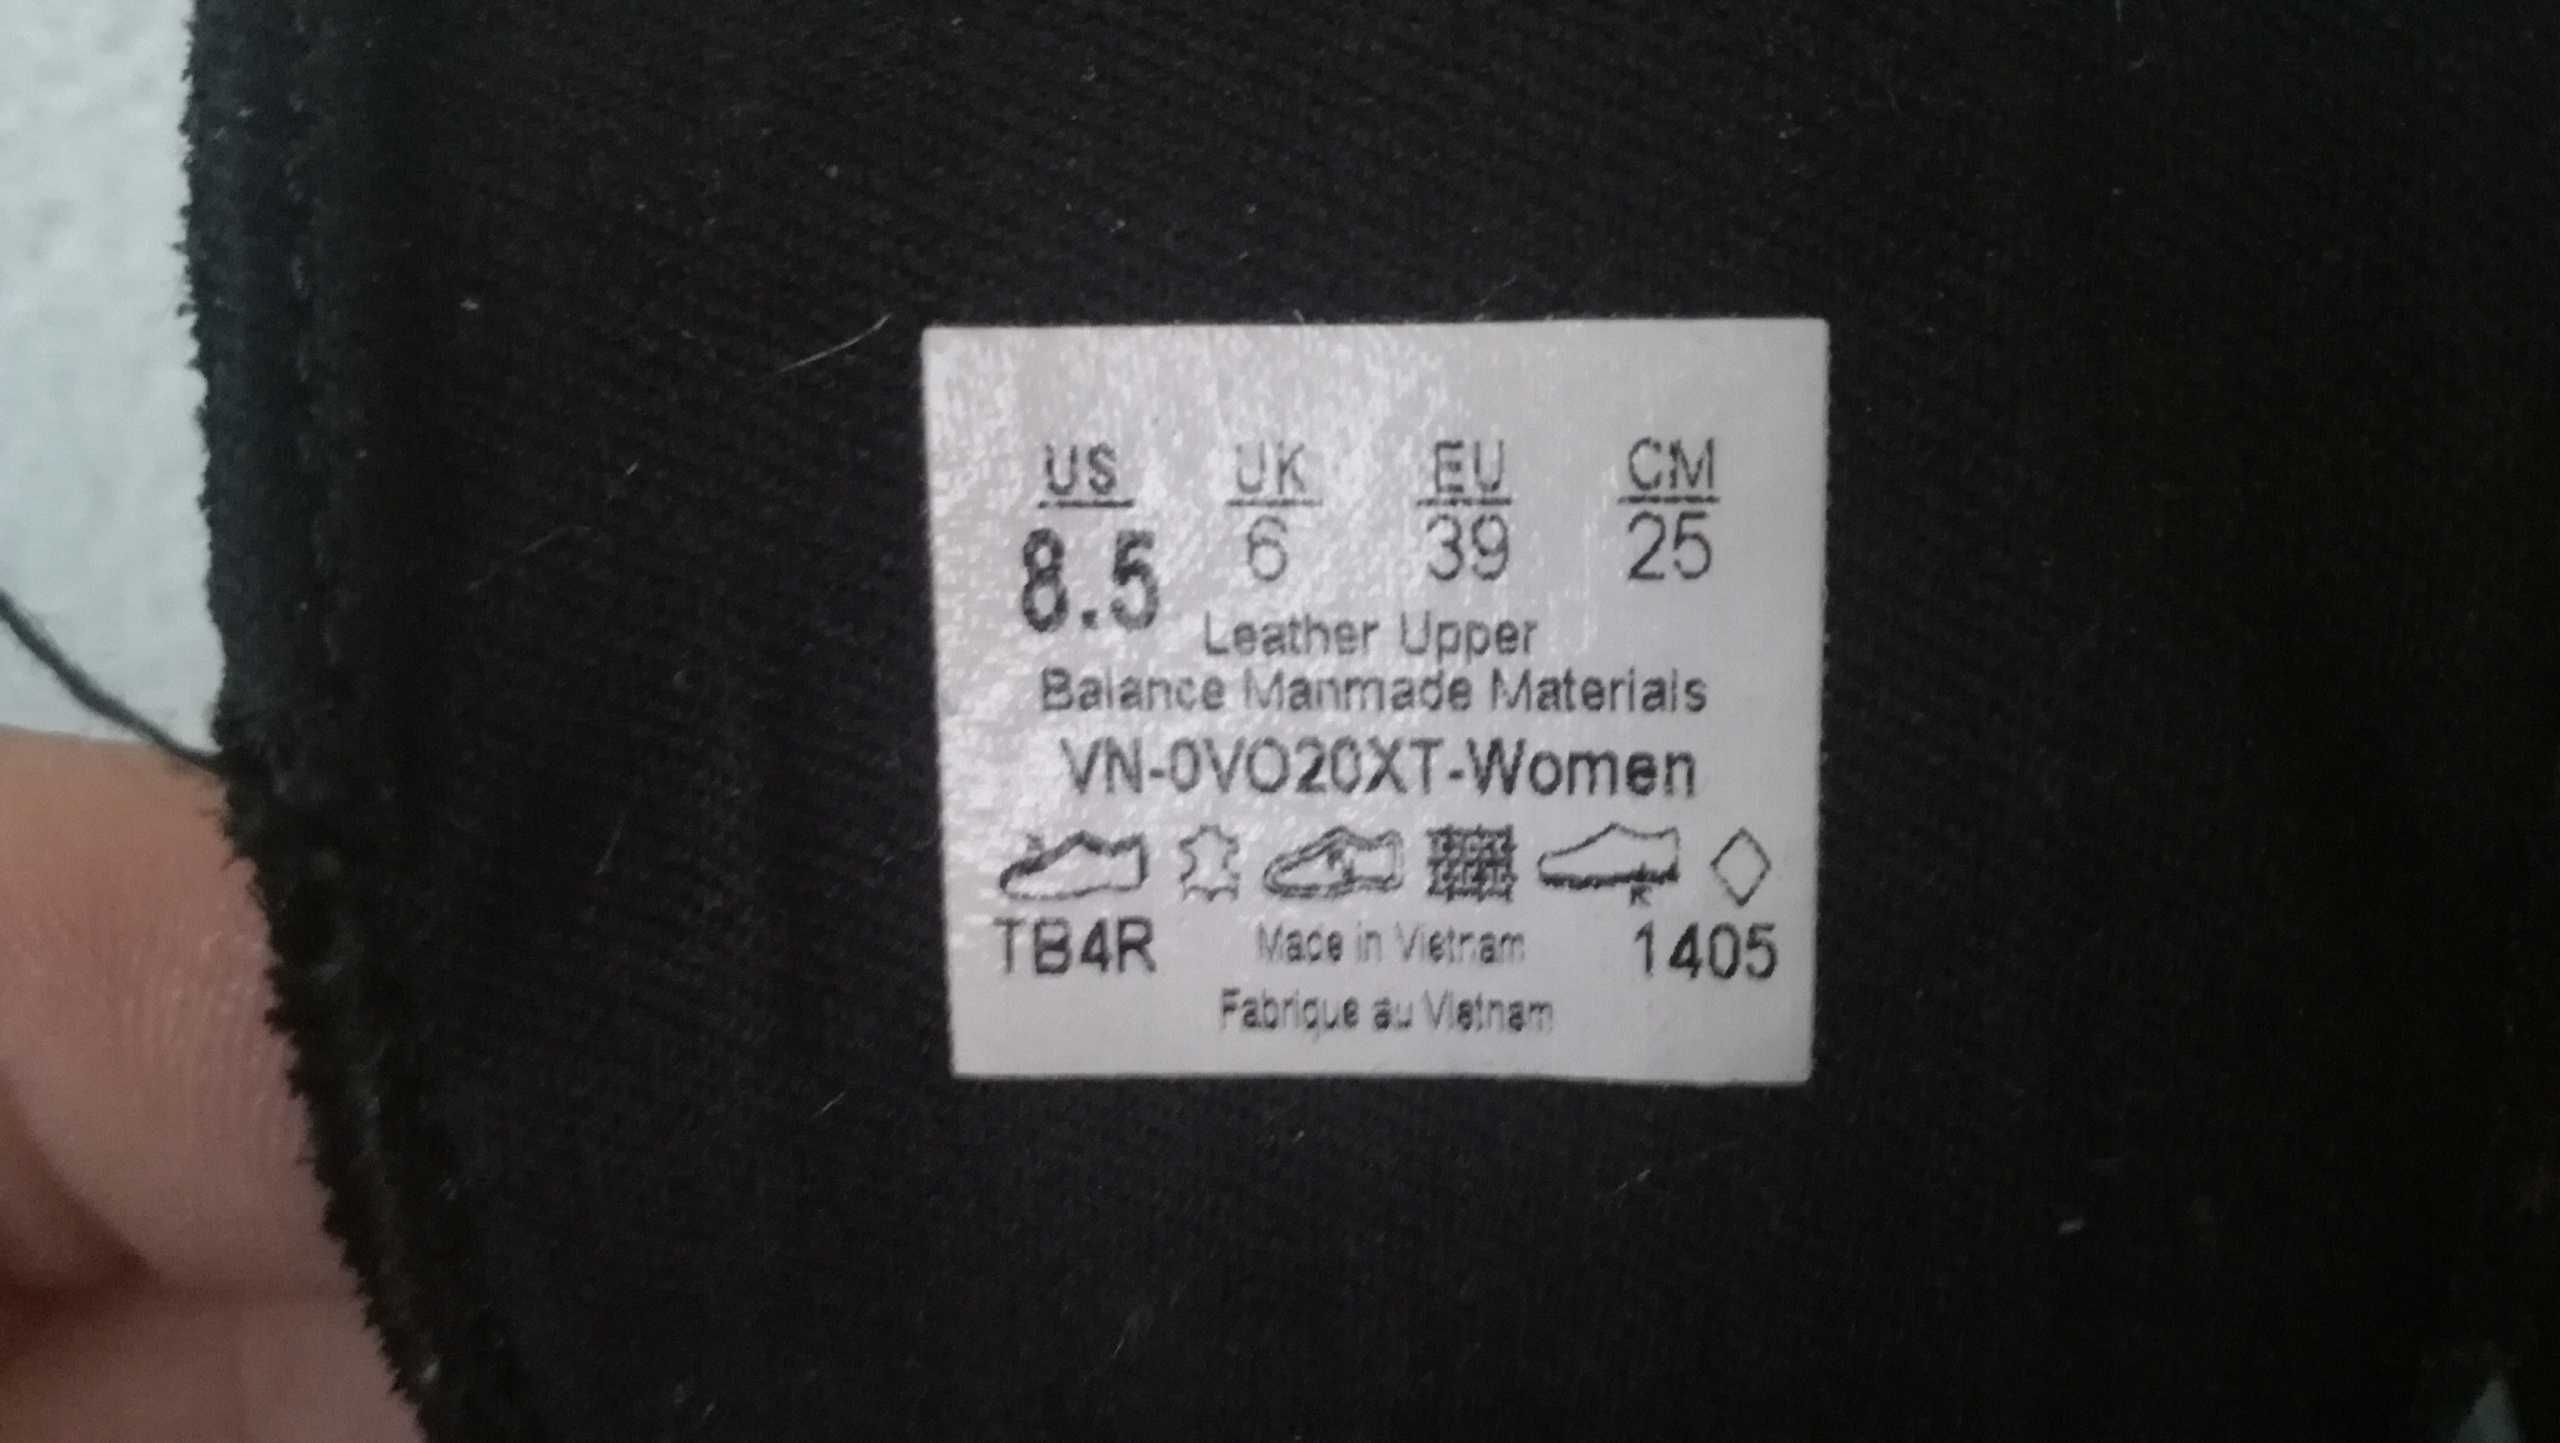 US UK EU CM
8.5 6 39 25
Leather Upper
Balance Manmade Materials
VN-0VO20XT-Women
R
TB4R Made in Vietnam 1405
Fabrique au Vietnam